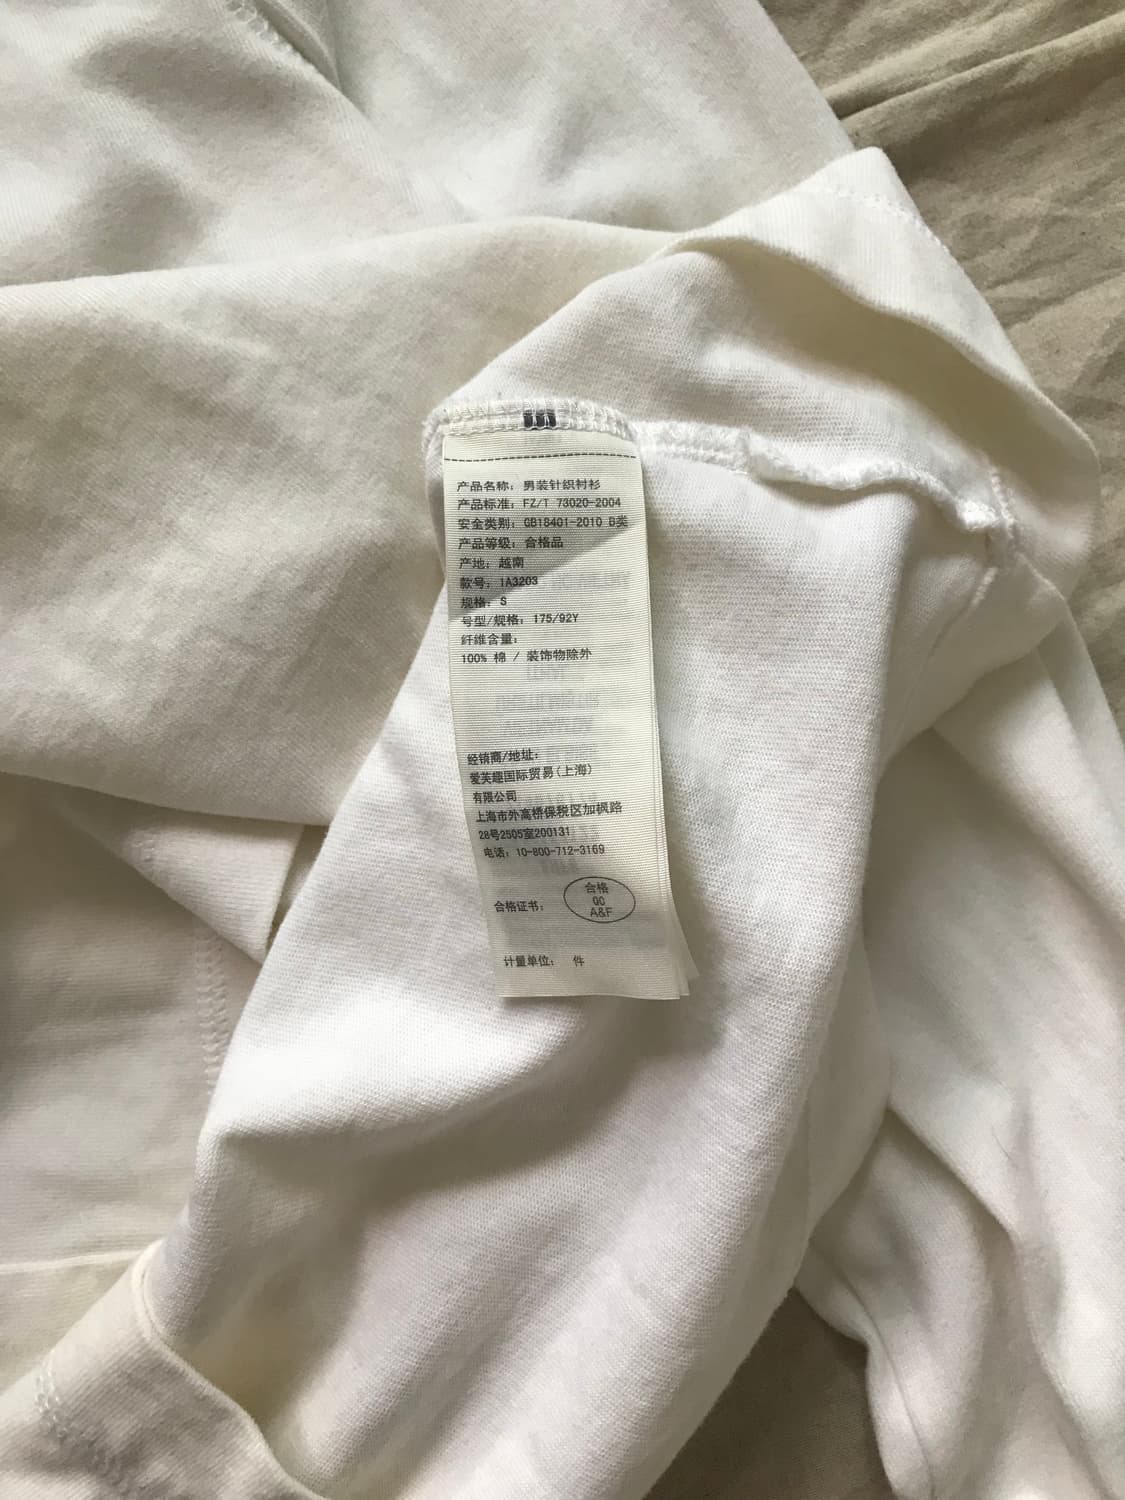 产品名称：男装针织衬衫
产品标准：FZ/T 73020-2004
安全类别：GB18401-2010 B类
产品等级：合格品
产地：越南
款号：1A3203
规格：S
号型/规格：175/92Y
纤维含量：
100% 棉 / 装饰物除外
经销商/地址：
爱芙趣国际贸易(上海)
有限公司
上海市外高桥保税区加枫路
28号2505室200131
电话：10-800-712-3169
合格证书：
合格
QC
A&F
计量单位： 件